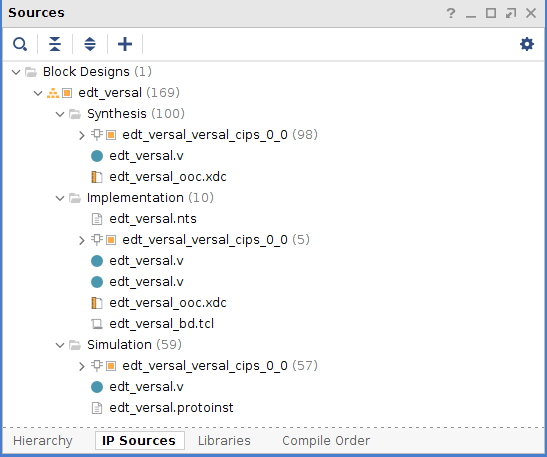 Sources
Block Designs (1)
edt_versal (169)
Synthesis (100)
edt_versal_versal_cips_0_0 (98)
edt_versal.v
edt_versal_ooc.xdc
Implementation (10)
edt_versal.nts
edt_versal_versal_cips_0_0 (5)
edt_versal.v
edt_versal.v
edt_versal_ooc.xdc
edt_versal_bd.tcl
Simulation (59)
edt_versal_versal_cips_0_0 (57)
edt_versal.v
edt_versal.protoinst
Hierarchy IP Sources Libraries Compile Order